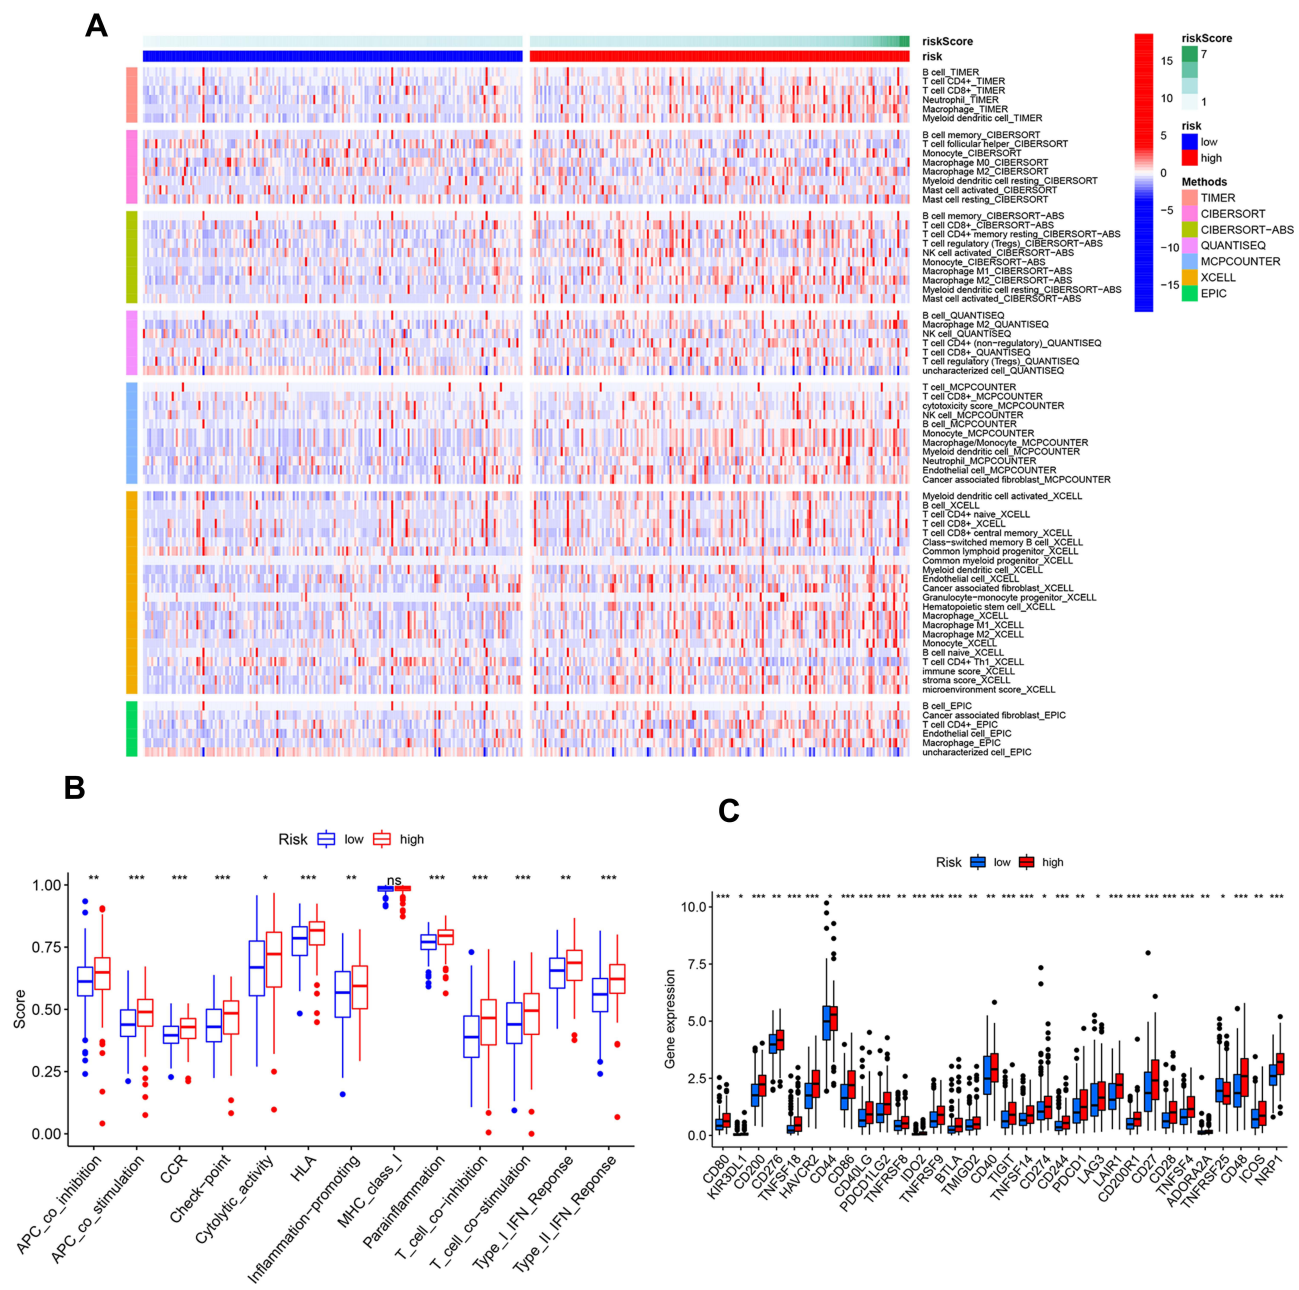 A
riskScore
risk
B cell_TIMER
T cell CD4+_TIMER
T cell CD8+_TIMER
Neutrophil_TIMER
Macrophage_TIMER
Myeloid dendritic cell_TIMER
B cell memory_CIBERSORT
T cell follicular helper_CIBERSORT
Monocyte_CIBERSORT
Macrophage M0_CIBERSORT
Macrophage M2_CIBERSORT
Myeloid dendritic cell resting_CIBERSORT
Mast cell activated_CIBERSORT
Mast cell resting_CIBERSORT
B cell memory_CIBERSORT-ABS
T cell CD8+_CIBERSORT-ABS
T cell CD4+ memory resting_CIBERSORT-ABS
T cell regulatory (Tregs)_CIBERSORT-ABS
NK cell activated_CIBERSORT-ABS
Monocyte_CIBERSORT-ABS
Macrophage M1_CIBERSORT-ABS
Macrophage M2_CIBERSORT-ABS
Myeloid dendritic cell resting_CIBERSORT-ABS
Mast cell activated_CIBERSORT-ABS
B cell_QUANTISEQ
Macrophage M2_QUANTISEQ
NK cell_QUANTISEQ
T cell CD4+ (non-regulatory)_QUANTISEQ
T cell CD8+_QUANTISEQ
T cell regulatory (Tregs)_QUANTISEQ
uncharacterized cell_QUANTISEQ
T cell_MCPCOUNTER
T cell CD8+_MCPCOUNTER
cytotoxicity score_MCPCOUNTER
NK cell_MCPCOUNTER
B cell_MCPCOUNTER
Monocyte_MCPCOUNTER
Macrophage/Monocyte_MCPCOUNTER
Myeloid dendritic cell_MCPCOUNTER
Neutrophil_MCPCOUNTER
Endothelial cell_MCPCOUNTER
Cancer associated fibroblast_MCPCOUNTER
Myeloid dendritic cell activated_XCELL
B cell_XCELL
T cell CD4+ naive_XCELL
T cell CD8+_XCELL
T cell CD8+ central memory_XCELL
Class-switched memory B cell_XCELL
Common lymphoid progenitor_XCELL
Common myeloid progenitor_XCELL
Myeloid dendritic cell_XCELL
Endothelial cell_XCELL
Cancer associated fibroblast_XCELL
Granulocyte-monocyte progenitor_XCELL
Hematopoietic stem cell_XCELL
Macrophage_XCELL
Macrophage M1_XCELL
Macrophage M2_XCELL
Monocyte_XCELL
B cell naive_XCELL
T cell CD4+ Th1_XCELL
immune score_XCELL
stroma score_XCELL
microenvironment score_XCELL
B cell_EPIC
Cancer associated fibroblast_EPIC
T cell CD4+_EPIC
Endothelial cell_EPIC
Macrophage_EPIC
uncharacterized cell_EPIC
15
10
5
0
-5
-10
-15
riskScore
7
1
risk
low
high
Methods
TIMER
CIBERSORT
CIBERSORT-ABS
QUANTISEQ
MCPCOUNTER
XCELL
EPIC
B
Risk low high
** *** *** *** * *** ** ns *** *** *** ** ***
Score
1.00
0.75
0.50
0.25
0.00
APC_co_inhibition
APC_co_stimulation
CCR
Check-point
Cytolytic_activity
HLA
Inflammation-promoting
MHC_class_I
Parainflammation
T_cell_co-inhibition
T_cell_co-stimulation
Type_I_IFN_Reponse
Type_II_IFN_Reponse
C
Risk low high
*** * *** ** *** *** * *** *** *** ** *** *** *** ** ** *** *** * *** ** * *** *** *** *** *** ** * *** ** ***
Gene expression
10.0
7.5
5.0
2.5
0.0
CD80
KIR3DL1
CD200
CD276
TNFSF18
HAVCR2
CD44
CD86
CD40LG
PDCD1LG2
TNFRSF8
IDO2
TNFRSF9
BTLA
TMIGD2
CD40
TIGIT
TNFSF14
CD274
CD244
PDCD1
LAG3
LAIR1
CD200R1
CD27
CD28
TNFSF4
ADORA2A
TNFRSF25
CD48
ICOS
NRP1